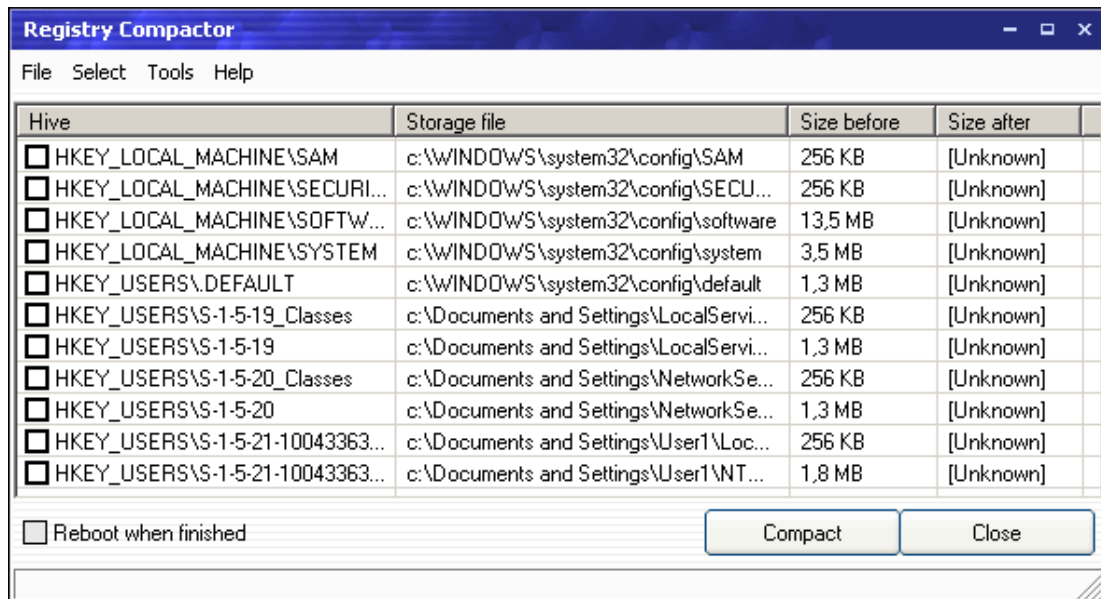 Registry Compactor
File Select Tools Help
Hive Storage file Size before Size after
HKEY_LOCAL_MACHINE\SAM c:\WINDOWS\system32\config\SAM 256 KB [Unknown]
HKEY_LOCAL_MACHINE\SECURI... c:\WINDOWS\system32\config\SECU... 256 KB [Unknown]
HKEY_LOCAL_MACHINE\SOFTW... c:\WINDOWS\system32\config\software 13,5 MB [Unknown]
HKEY_LOCAL_MACHINE\SYSTEM c:\WINDOWS\system32\config\system 3,5 MB [Unknown]
HKEY_USERS\.DEFAULT c:\WINDOWS\system32\config\default 1,3 MB [Unknown]
HKEY_USERS\S-1-5-19_Classes c:\Documents and Settings\LocalServi... 256 KB [Unknown]
HKEY_USERS\S-1-5-19 c:\Documents and Settings\LocalServi... 1,3 MB [Unknown]
HKEY_USERS\S-1-5-20_Classes c:\Documents and Settings\NetworkSe... 256 KB [Unknown]
HKEY_USERS\S-1-5-20 c:\Documents and Settings\NetworkSe... 1,3 MB [Unknown]
HKEY_USERS\S-1-5-21-10043363... c:\Documents and Settings\User1\Loc... 256 KB [Unknown]
HKEY_USERS\S-1-5-21-10043363... c:\Documents and Settings\User1\NT... 1,8 MB [Unknown]
Reboot when finished Compact Close